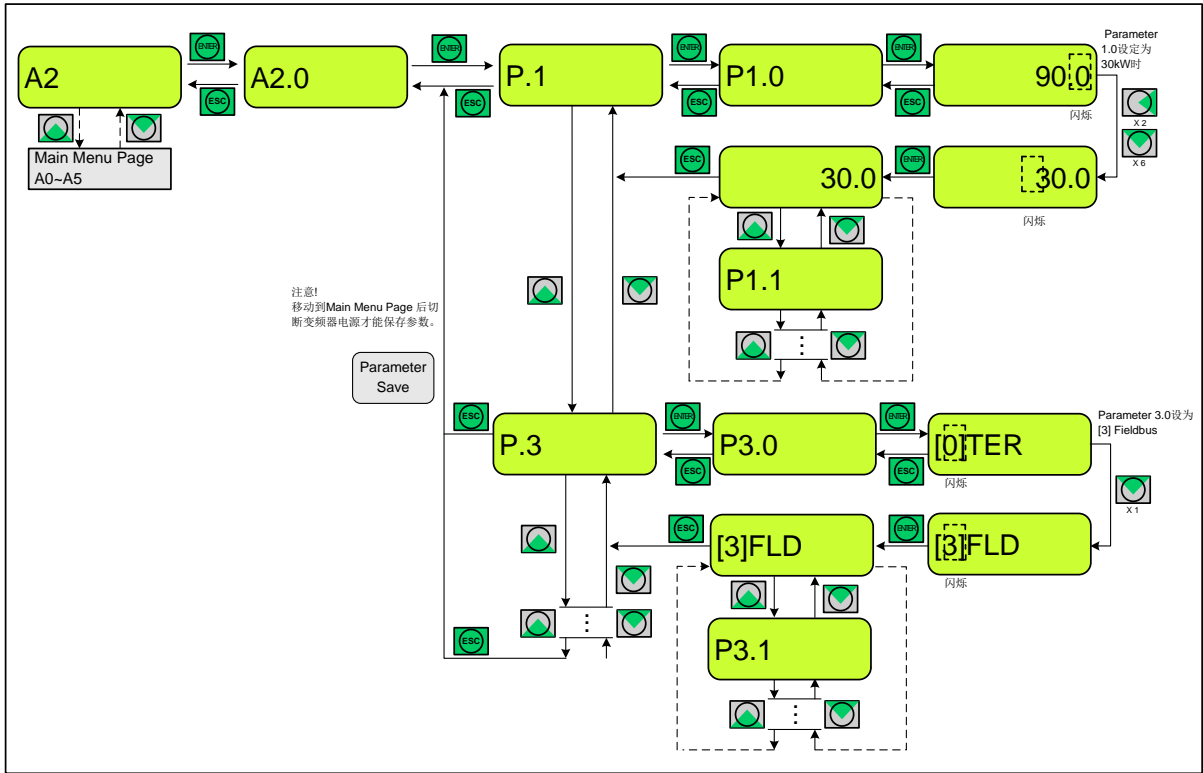 A2
ENTER
ESC
A2.0
ENTER
ESC
P.1
ENTER
ESC
P1.0
ENTER
ESC
90.0
闪烁
Parameter
1.0设定为
30kW时
X 2
X 6
Main Menu Page
A0~A5
ESC
30.0
ENTER
30.0
闪烁
P1.1
注意!
移动到Main Menu Page 后切
断变频器电源才能保存参数。
Parameter
Save
ESC
P.3
ENTER
ESC
P3.0
ENTER
ESC
[0]TER
闪烁
Parameter 3.0设为
[3] Fieldbus
X 1
ESC
[3]FLD
ENTER
[3]FLD
闪烁
ESC
P3.1